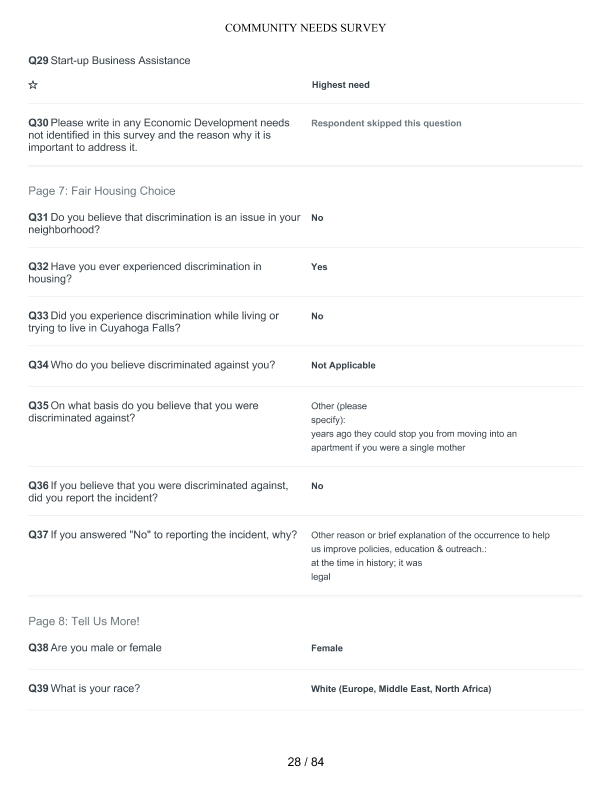 COMMUNITY NEEDS SURVEY
Q29 Start-up Business Assistance
☆ Highest need
Q30 Please write in any Economic Development needs
not identified in this survey and the reason why it is
important to address it.
Respondent skipped this question
Page 7: Fair Housing Choice
Q31 Do you believe that discrimination is an issue in your
neighborhood?
No
Q32 Have you ever experienced discrimination in
housing?
Yes
Q33 Did you experience discrimination while living or
trying to live in Cuyahoga Falls?
No
Q34 Who do you believe discriminated against you?
Not Applicable
Q35 On what basis do you believe that you were
discriminated against?
Other (please
specify):
years ago they could stop you from moving into an
apartment if you were a single mother
Q36 If you believe that you were discriminated against,
did you report the incident?
No
Q37 If you answered "No" to reporting the incident, why?
Other reason or brief explanation of the occurrence to help
us improve policies, education & outreach.:
at the time in history; it was
legal
Page 8: Tell Us More!
Q38 Are you male or female
Female
Q39 What is your race?
White (Europe, Middle East, North Africa)
28 / 84